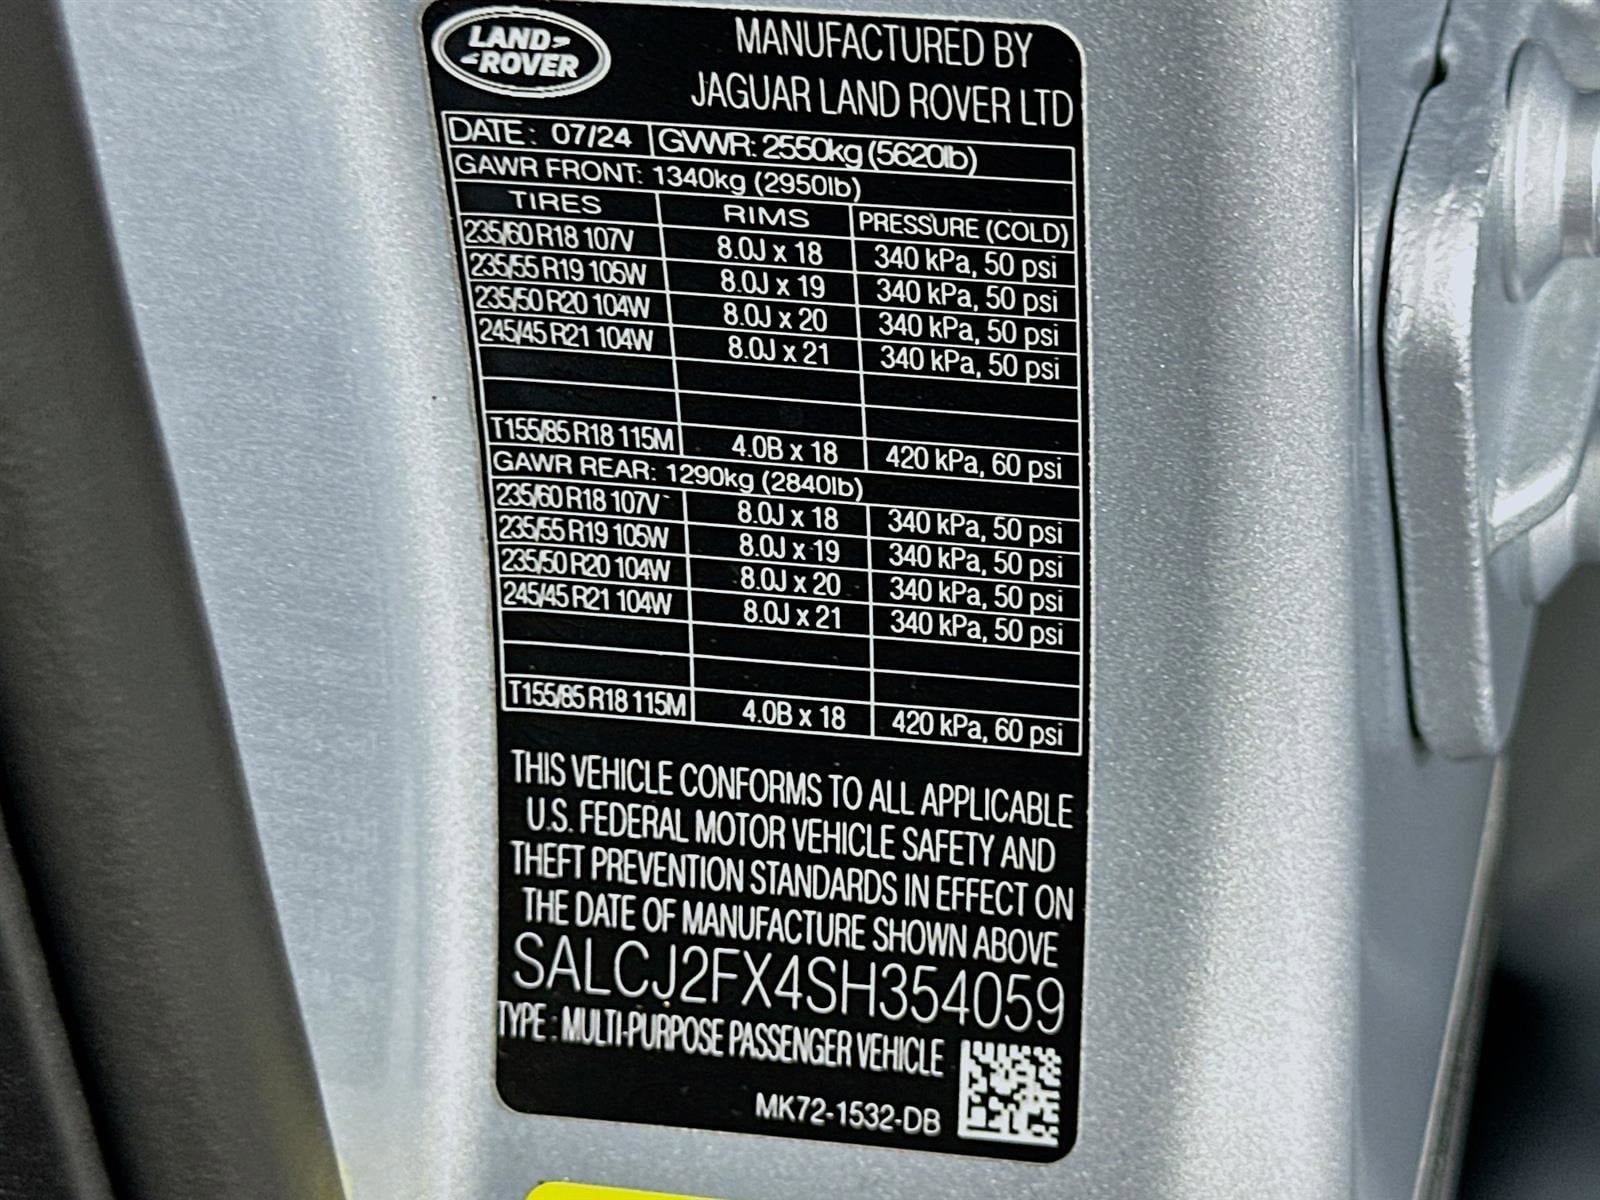 LAND ROVER
MANUFACTURED BY
JAGUAR LAND ROVER LTD
DATE: 07/24 GVWR: 2550kg (5620lb)
GAWR FRONT: 1340kg (2950lb)
TIRES RIMS PRESSURE (COLD)
235/60 R18 107V 8.0J x 18 340 kPa, 50 psi
235/55 R19 105W 8.0J x 19 340 kPa, 50 psi
235/50 R20 104W 8.0J x 20 340 kPa, 50 psi
245/45 R21 104W 8.0J x 21 340 kPa, 50 psi
T155/85 R18 115M 4.0B x 18 420 kPa, 60 psi
GAWR REAR: 1290kg (2840lb)
235/60 R18 107V 8.0J x 18 340 kPa, 50 psi
235/55 R19 105W 8.0J x 19 340 kPa, 50 psi
235/50 R20 104W 8.0J x 20 340 kPa, 50 psi
245/45 R21 104W 8.0J x 21 340 kPa, 50 psi
T155/85 R18 115M 4.0B x 18 420 kPa, 60 psi
THIS VEHICLE CONFORMS TO ALL APPLICABLE
U.S. FEDERAL MOTOR VEHICLE SAFETY AND
THEFT PREVENTION STANDARDS IN EFFECT ON
THE DATE OF MANUFACTURE SHOWN ABOVE
SALCJ2FX4SH354059
TYPE : MULTI-PURPOSE PASSENGER VEHICLE
MK72-1532-DB